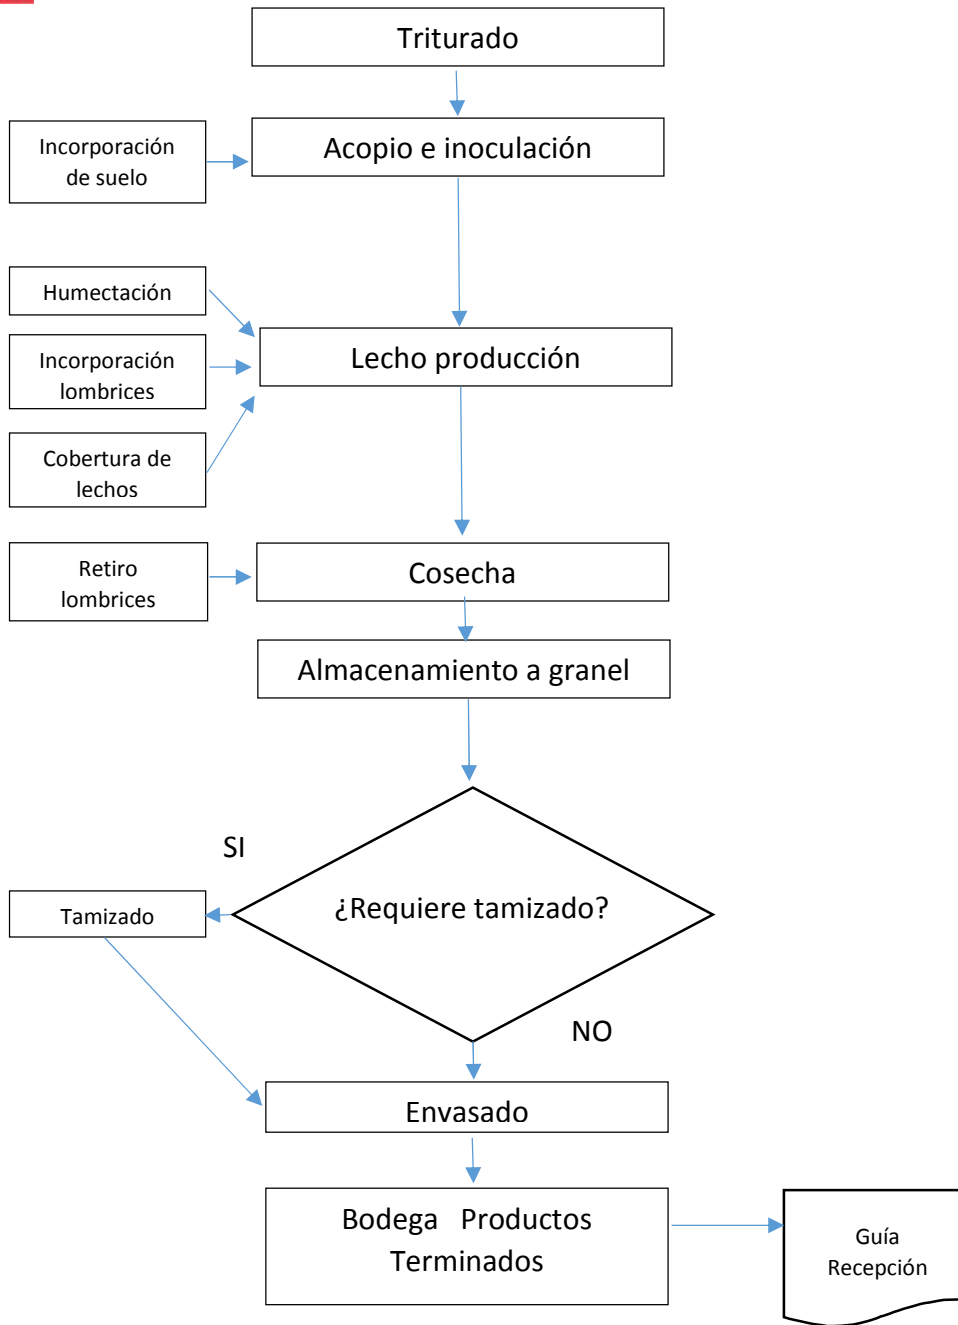 Triturado
Acopio e inoculación
Incorporación
de suelo
Humectación
Incorporación
lombrices
Cobertura de
lechos
Lecho producción
Retiro
lombrices
Cosecha
Almacenamiento a granel
SI
¿Requiere tamizado?
Tamizado
NO
Envasado
Bodega Productos
Terminados
Guía
Recepción